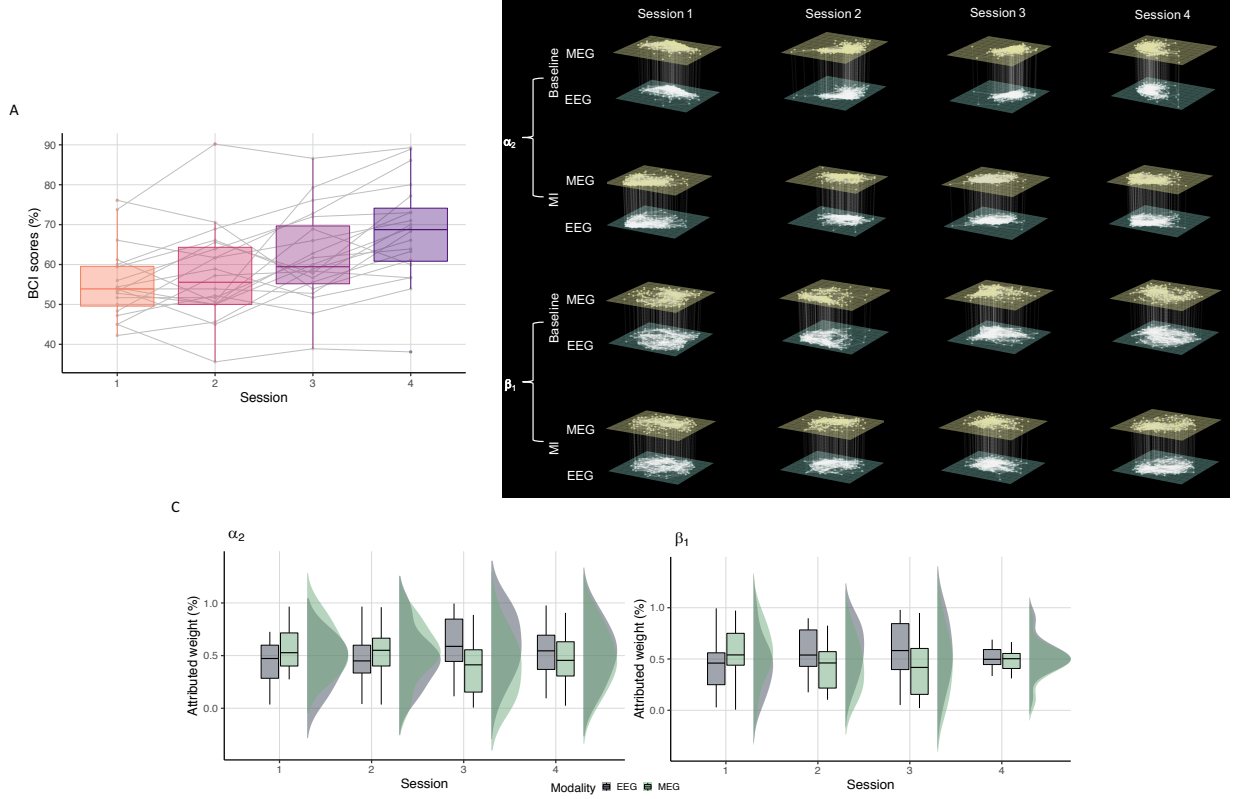 A
BCI scores (%)
90
80
70
60
50
40
1
2
3
4
Session
Session 1
Session 2
Session 3
Session 4
α2
Baseline
MEG
EEG
MI
MEG
EEG
β1
Baseline
MEG
EEG
MI
MEG
EEG
C
α2
Attributed weight (%)
1.0
0.5
0.0
1
2
3
4
Session
β1
Attributed weight (%)
1.0
0.5
0.0
1
2
3
4
Session
Modality EEG MEG